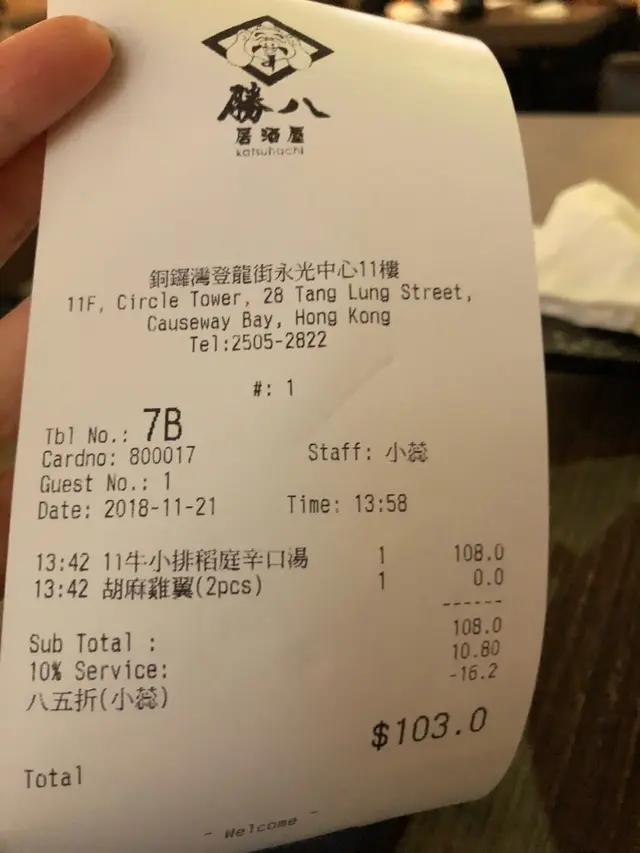 勝八
居酒屋
katsuhachi
銅鑼灣登龍街永光中心11樓
11F, Circle Tower, 28 Tang Lung Street,
Causeway Bay, Hong Kong
Tel:2505-2822
#: 1
Tbl No.: 7B
Cardno: 800017 Staff: 小蕊
Guest No.: 1
Date: 2018-11-21 Time: 13:58
13:42 11牛小排稻庭辛口湯 1 108.0
13:42 胡麻雞翼(2pcs) 1 0.0
------
Sub Total : 108.0
10% Service: 10.80
八五折(小蕊) -16.2
$103.0
Total
- Welcome -